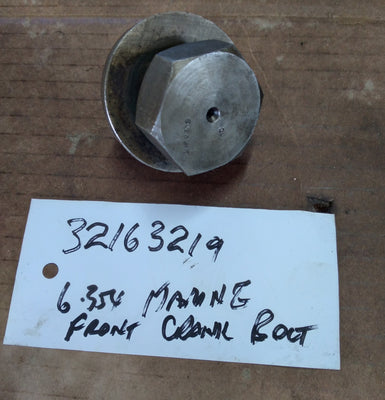 32163219
6.354 MARINE
FRONT CRANK BOLT